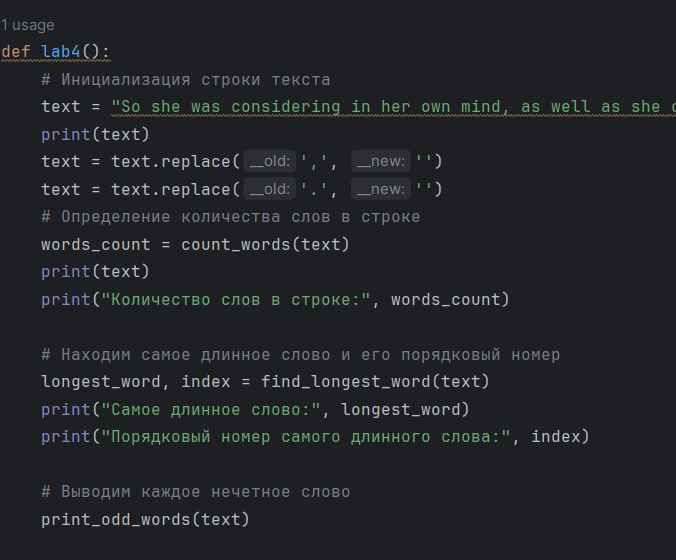 1 usage
def lab4():
# Инициализация строки текста
text = "So she was considering in her own mind, as well as she
print(text)
text = text.replace( __old: ',', __new: '')
text = text.replace( __old: '.', __new: '')
# Определение количества слов в строке
words_count = count_words(text)
print(text)
print("Количество слов в строке:", words_count)
# Находим самое длинное слово и его порядковый номер
longest_word, index = find_longest_word(text)
print("Самое длинное слово:", longest_word)
print("Порядковый номер самого длинного слова:", index)
# Выводим каждое нечетное слово
print_odd_words(text)